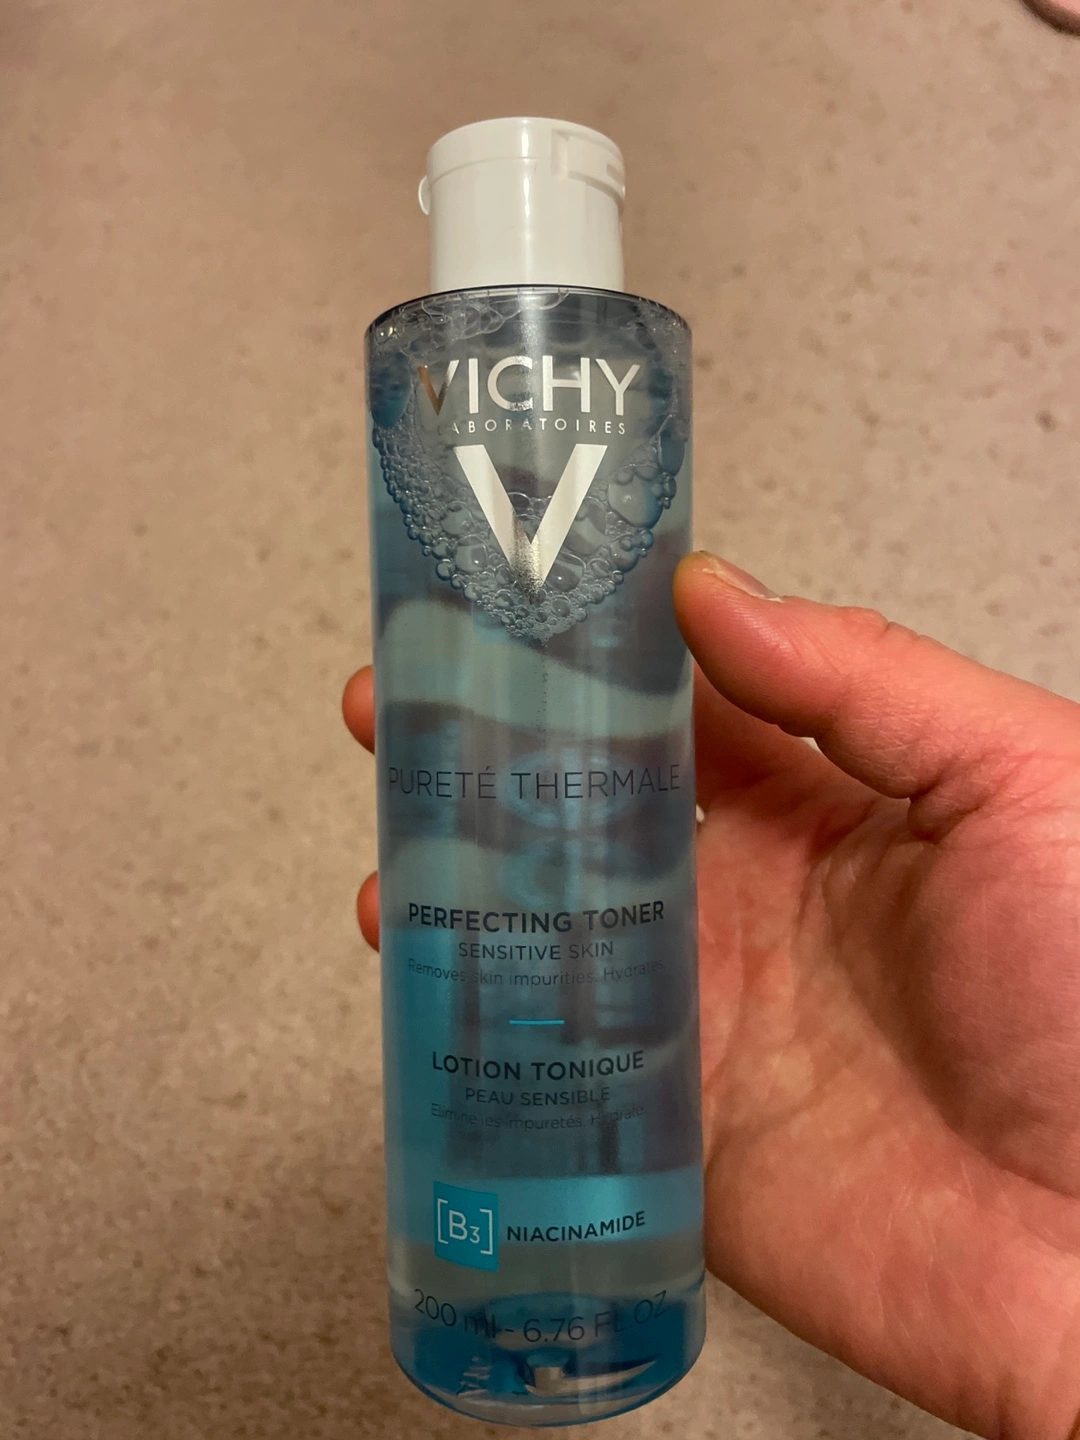 VICHY
LABORATOIRES
V
PURETÉ THERMALE
PERFECTING TONER
SENSITIVE SKIN
Removes skin impurities. Hydrates.
LOTION TONIQUE
PEAU SENSIBLE
Élimine les impuretés. Hydrate.
[B3] NIACINAMIDE
200 ml - 6.76 FL OZ